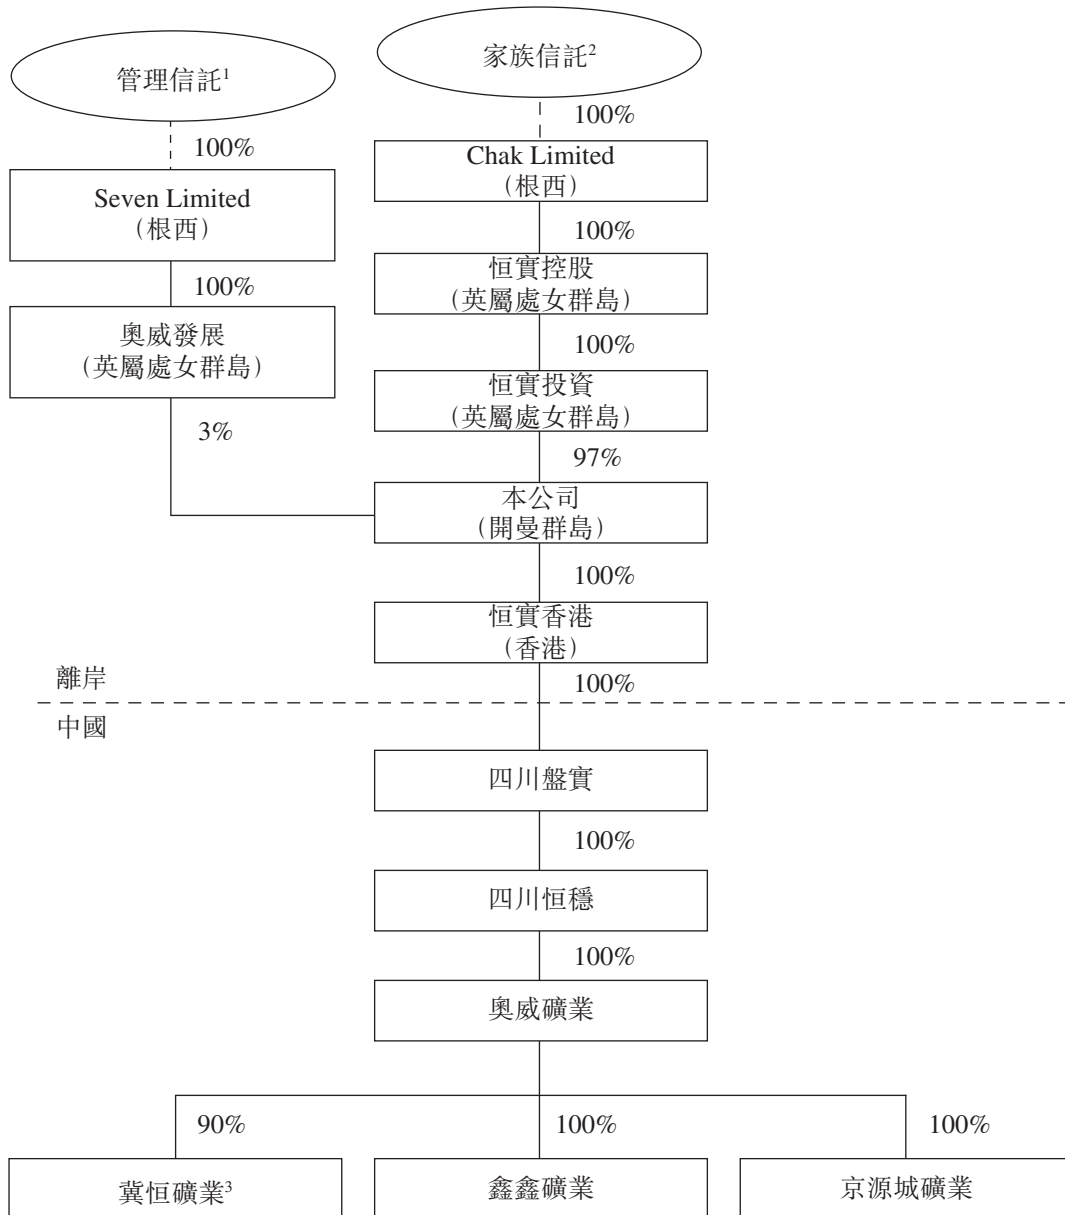 管理信託1
100%
Seven Limited
（根西）
100%
奧威發展
（英屬處女群島）
3%
家族信託2
100%
Chak Limited
（根西）
100%
恒實控股
（英屬處女群島）
100%
恒實投資
（英屬處女群島）
97%
本公司
（開曼群島）
100%
恒實香港
（香港）
100%
離岸
中國
四川盤實
100%
四川恒穩
100%
奧威礦業
90%
100%
100%
冀恒礦業3
鑫鑫礦業
京源城礦業